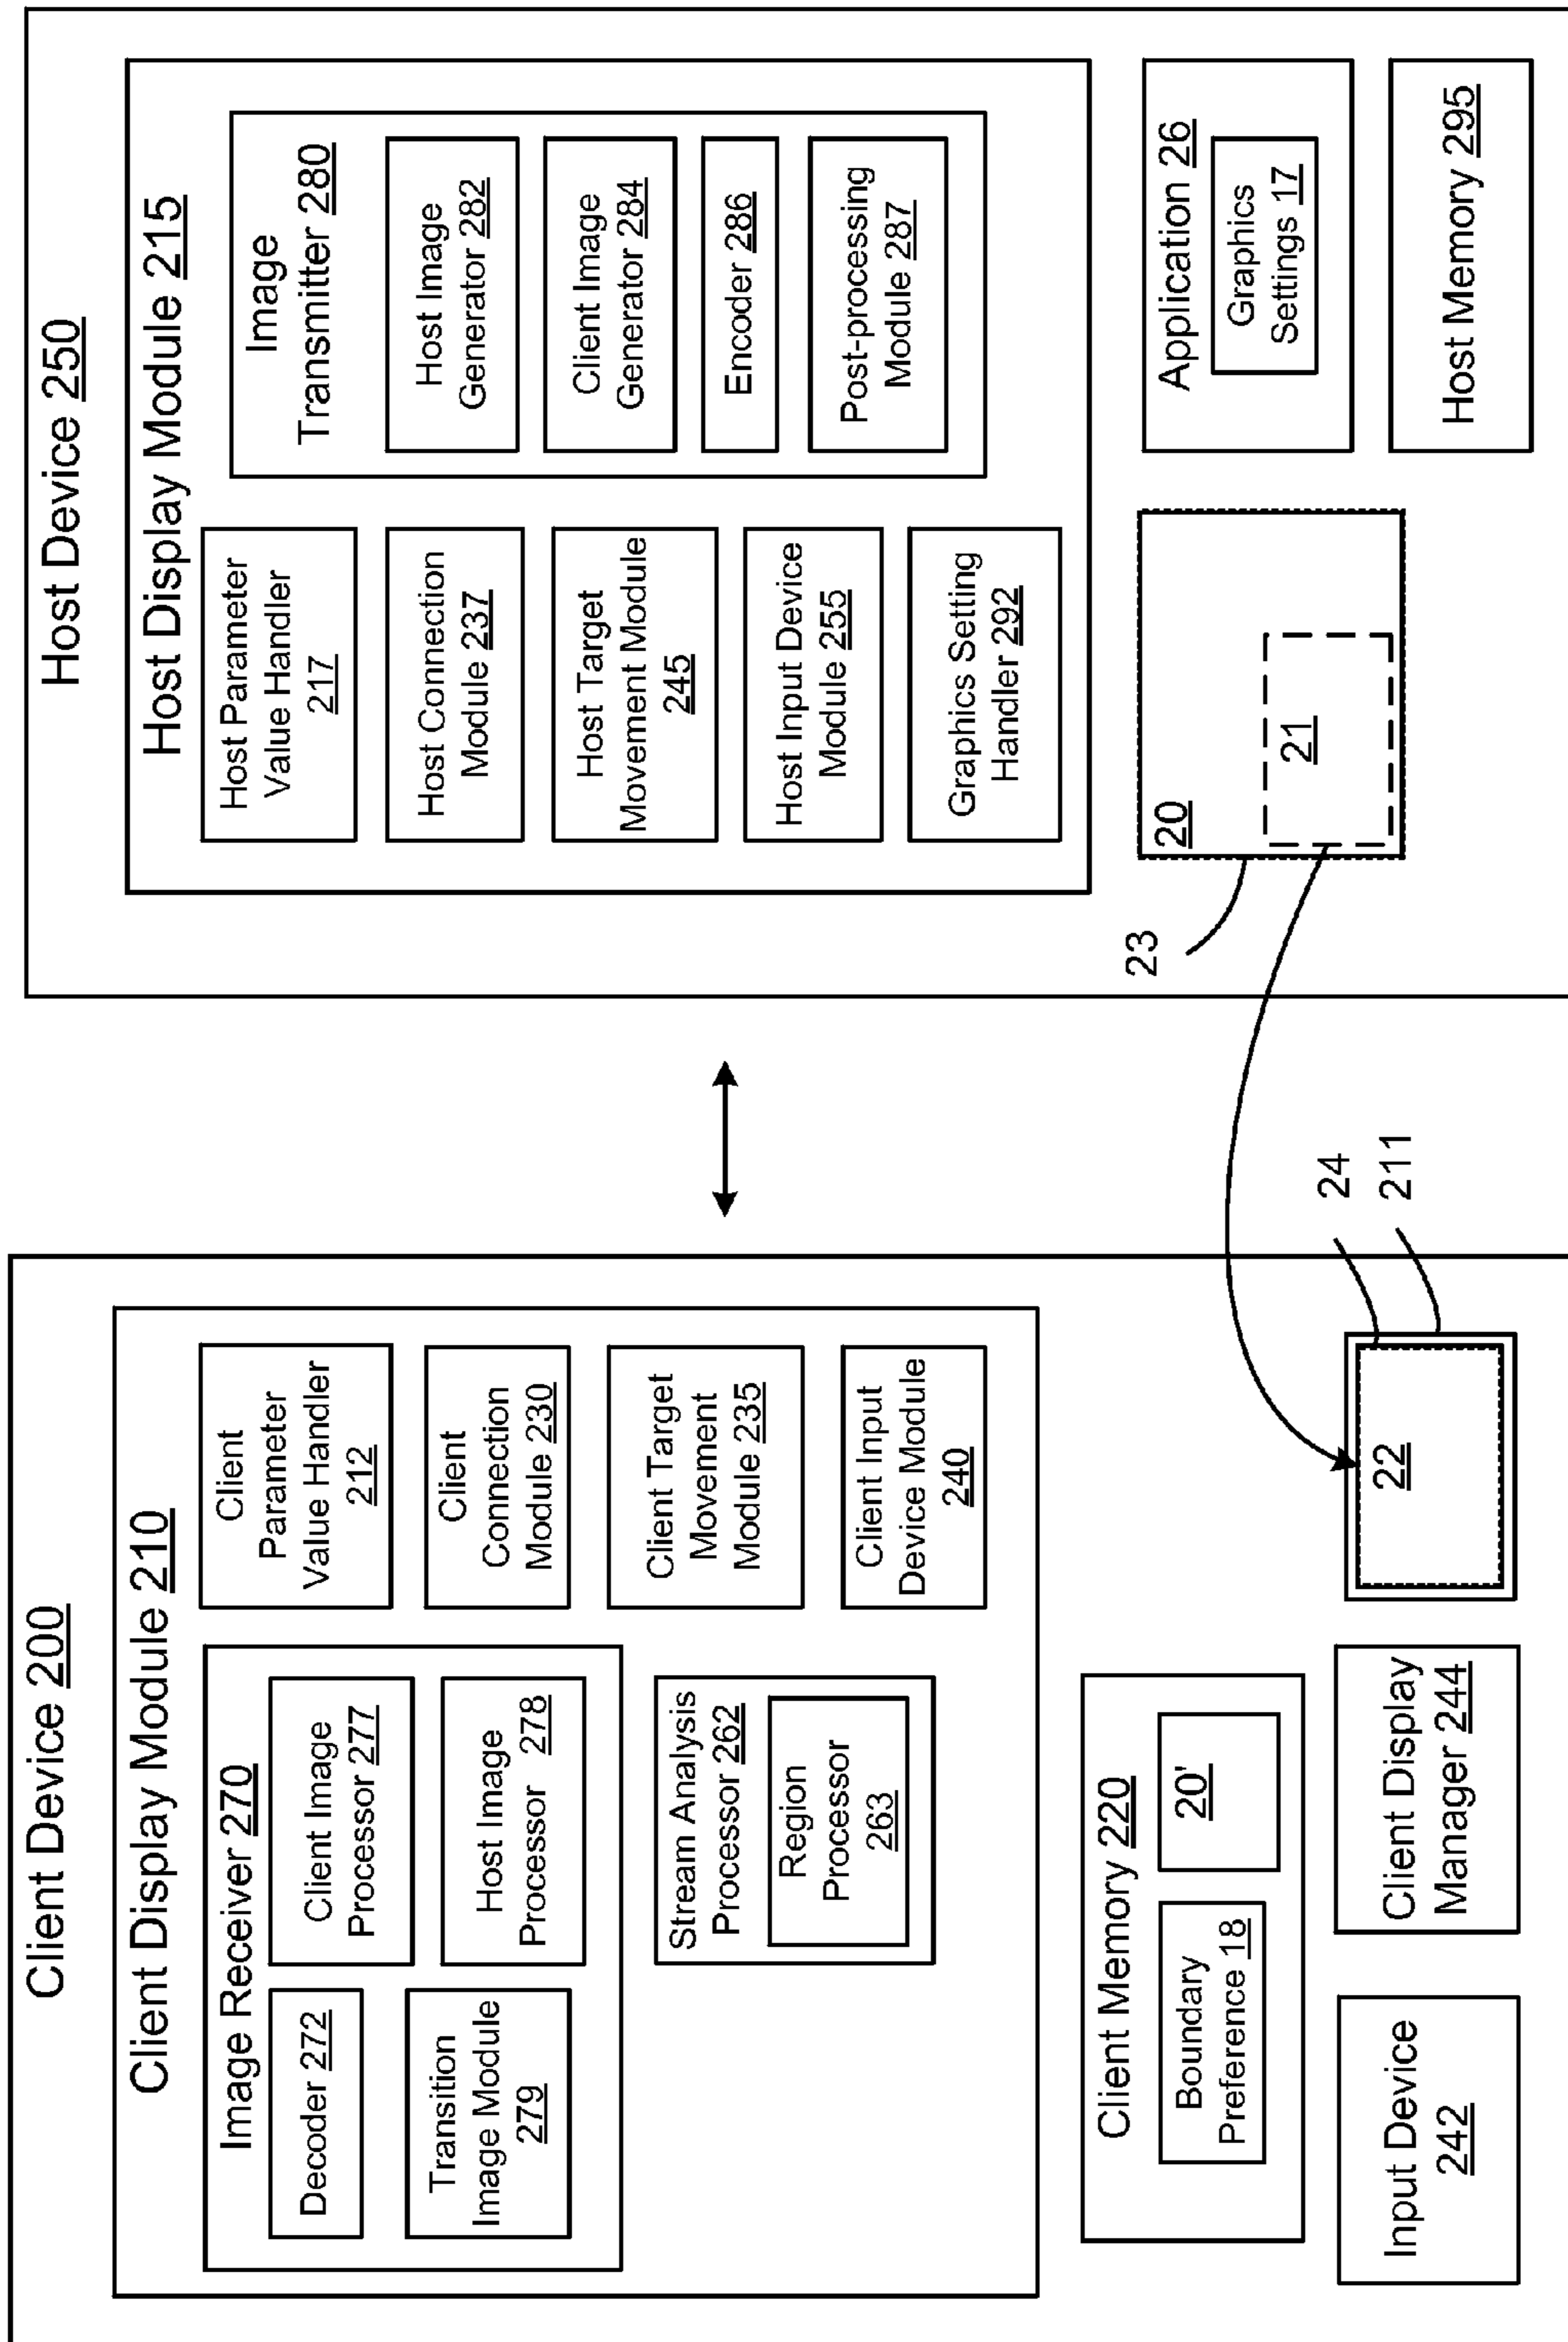 Client Device 200
Client Display Module 210
Image Receiver 270
Decoder 272
Client Image
Processor 277
Transition
Image Module
279
Host Image
Processor 278
Stream Analysis
Processor 262
Region
Processor
263
Client
Parameter
Value Handler
212
Client
Connection
Module 230
Client Target
Movement
Module 235
Client Input
Device Module
240
Client Memory 220
Boundary
Preference 18
20'
Input Device
242
Client Display
Manager 244
22
24
211
Host Device 250
Host Display Module 215
Host Parameter
Value Handler
217
Host Connection
Module 237
Host Target
Movement Module
245
Host Input Device
Module 255
Graphics Setting
Handler 292
Image
Transmitter 280
Host Image
Generator 282
Client Image
Generator 284
Encoder 286
Post-processing
Module 287
23
20
21
Application 26
Graphics
Settings 17
Host Memory 295